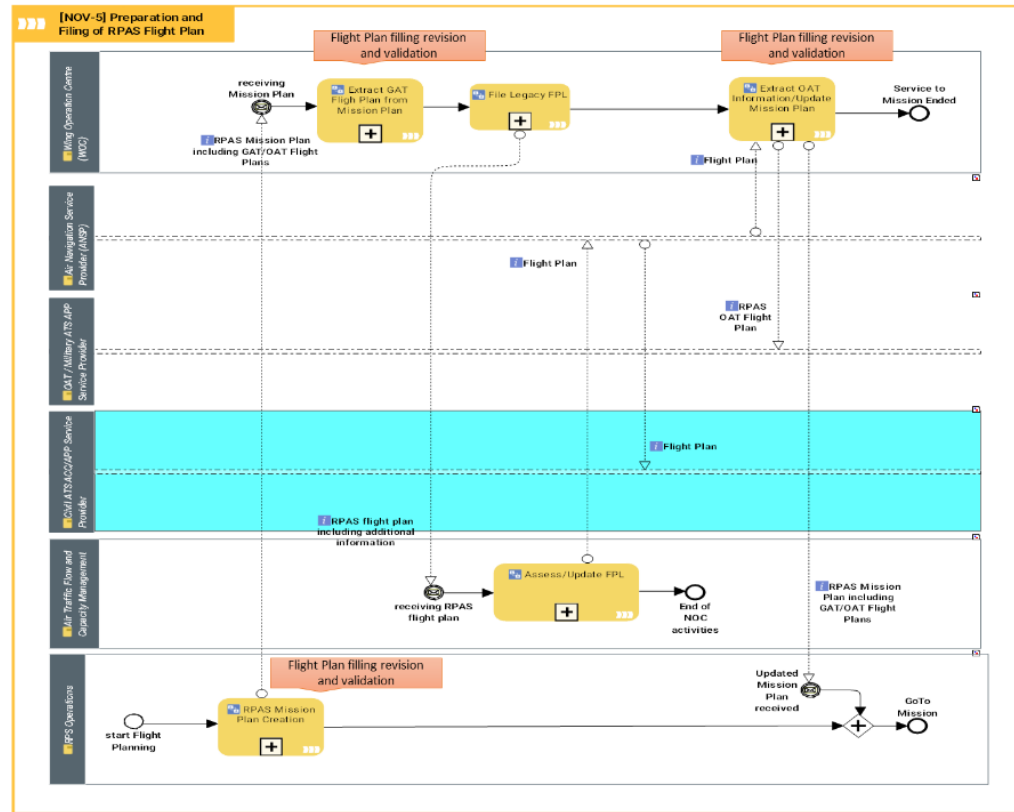 [NOV-5] Preparation and
Filing of RPAS Flight Plan
Flight Plan filling revision
and validation
Flight Plan filling revision
and validation
Wing Operation Centre
(WOC)
receiving
Mission Plan
Extract GAT
Fligh Plan from
Mission Plan
File Legacy FPL
Extract OAT
Information/Update
Mission Plan
Service to
Mission Ended
RPAS Mission Plan
including GAT/OAT Flight
Plans
Flight Plan
Air Navigation Service
Provider (ANSP)
Flight Plan
OAT / Military ATS APP
Service Provider
RPAS
OAT Flight
Plan
Civil ATS ACC/APP Service
Provider
Flight Plan
RPAS flight plan
including additional
information
Air Traffic Flow and
Capacity Management
receiving RPAS
flight plan
Assess/Update FPL
End of
NOC
activities
RPAS Mission
Plan including
GAT/OAT Flight
Plans
Flight Plan filling revision
and validation
RPS Operations
start Flight
Planning
RPAS Mission
Plan Creation
Updated
Mission
Plan
received
GoTo
Mission